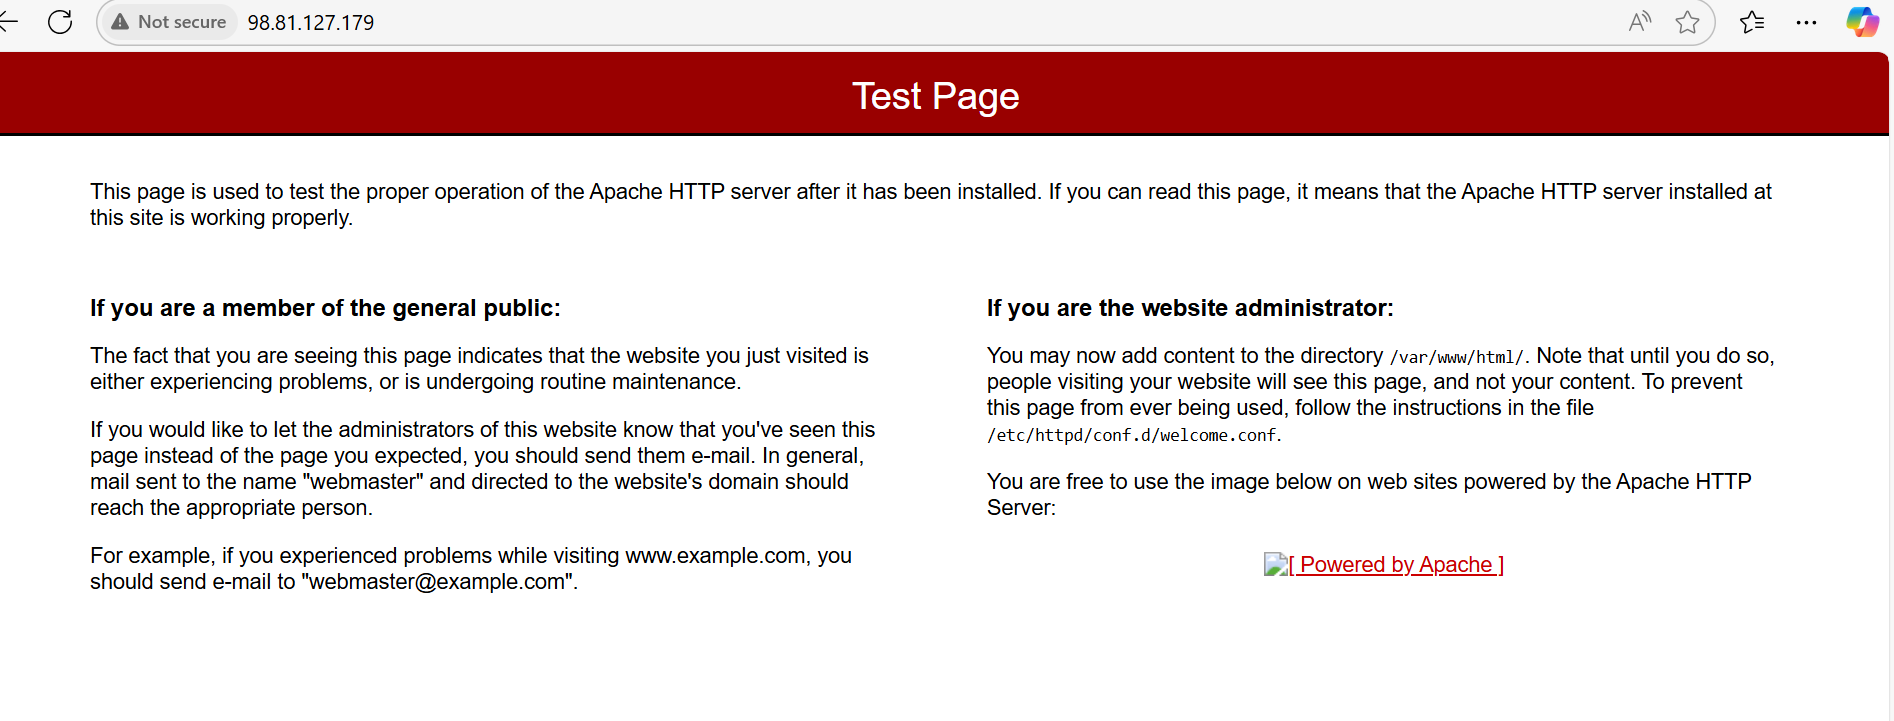 Not secure
98.81.127.179
Test Page
This page is used to test the proper operation of the Apache HTTP server after it has been installed. If you can read this page, it means that the Apache HTTP server installed at
this site is working properly.
If you are a member of the general public:
The fact that you are seeing this page indicates that the website you just visited is
either experiencing problems, or is undergoing routine maintenance.
If you would like to let the administrators of this website know that you've seen this
page instead of the page you expected, you should send them e-mail. In general,
mail sent to the name "webmaster" and directed to the website's domain should
reach the appropriate person.
For example, if you experienced problems while visiting www.example.com, you
should send e-mail to "webmaster@example.com".
If you are the website administrator:
You may now add content to the directory /var/www/html/. Note that until you do so,
people visiting your website will see this page, and not your content. To prevent
this page from ever being used, follow the instructions in the file
/etc/httpd/conf.d/welcome.conf.
You are free to use the image below on web sites powered by the Apache HTTP
Server:
[ Powered by Apache ]